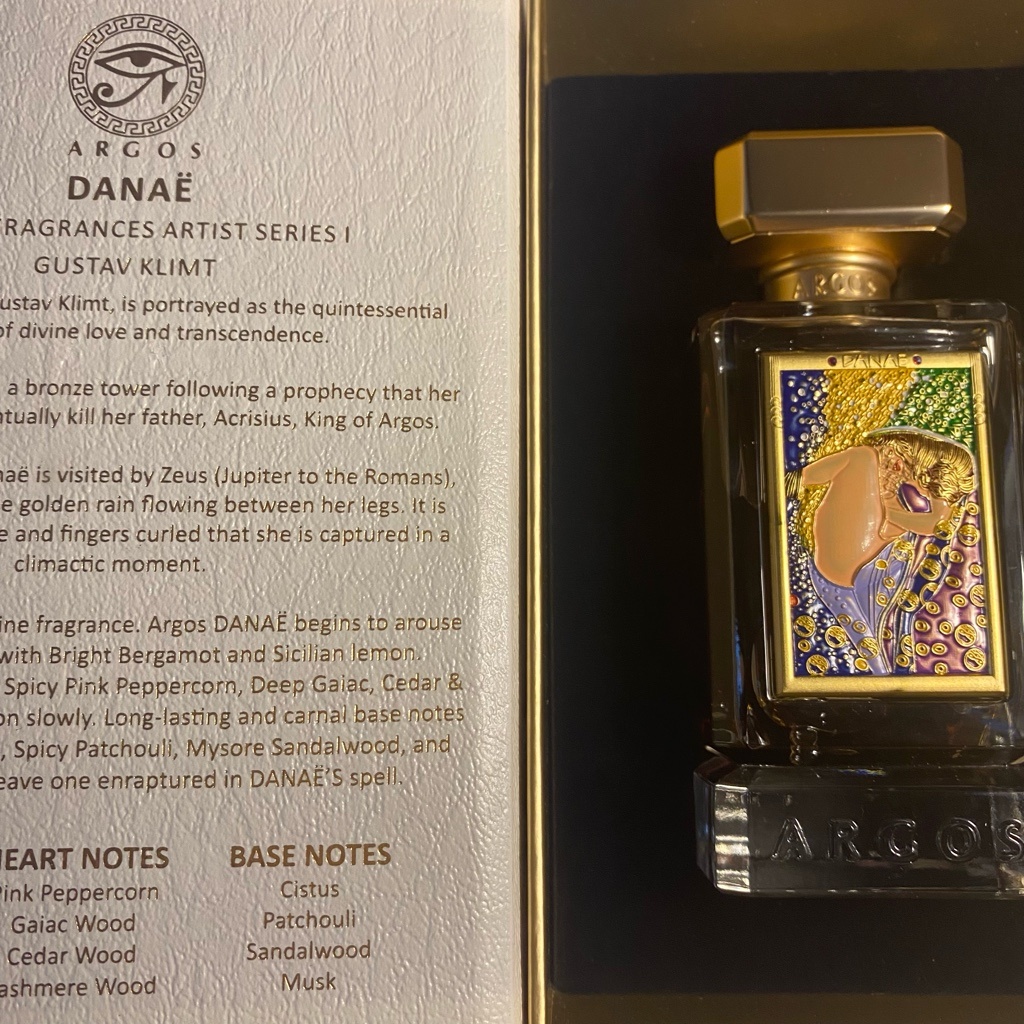 ARGOS
DANAË
FRAGRANCES ARTIST SERIES I
GUSTAV KLIMT
ustav Klimt, is portrayed as the quintessential
of divine love and transcendence.
a bronze tower following a prophecy that her
ntually kill her father, Acrisius, King of Argos.
naë is visited by Zeus (Jupiter to the Romans),
e golden rain flowing between her legs. It is
e and fingers curled that she is captured in a
climactic moment.
ine fragrance. Argos DANAË begins to arouse
with Bright Bergamot and Sicilian lemon.
Spicy Pink Peppercorn, Deep Gaiac, Cedar &
on slowly. Long-lasting and carnal base notes
, Spicy Patchouli, Mysore Sandalwood, and
eave one enraptured in DANAË'S spell.
HEART NOTES
Pink Peppercorn
Gaiac Wood
Cedar Wood
ashmere Wood
BASE NOTES
Cistus
Patchouli
Sandalwood
Musk
ARGOS
DANAE
ARGOS